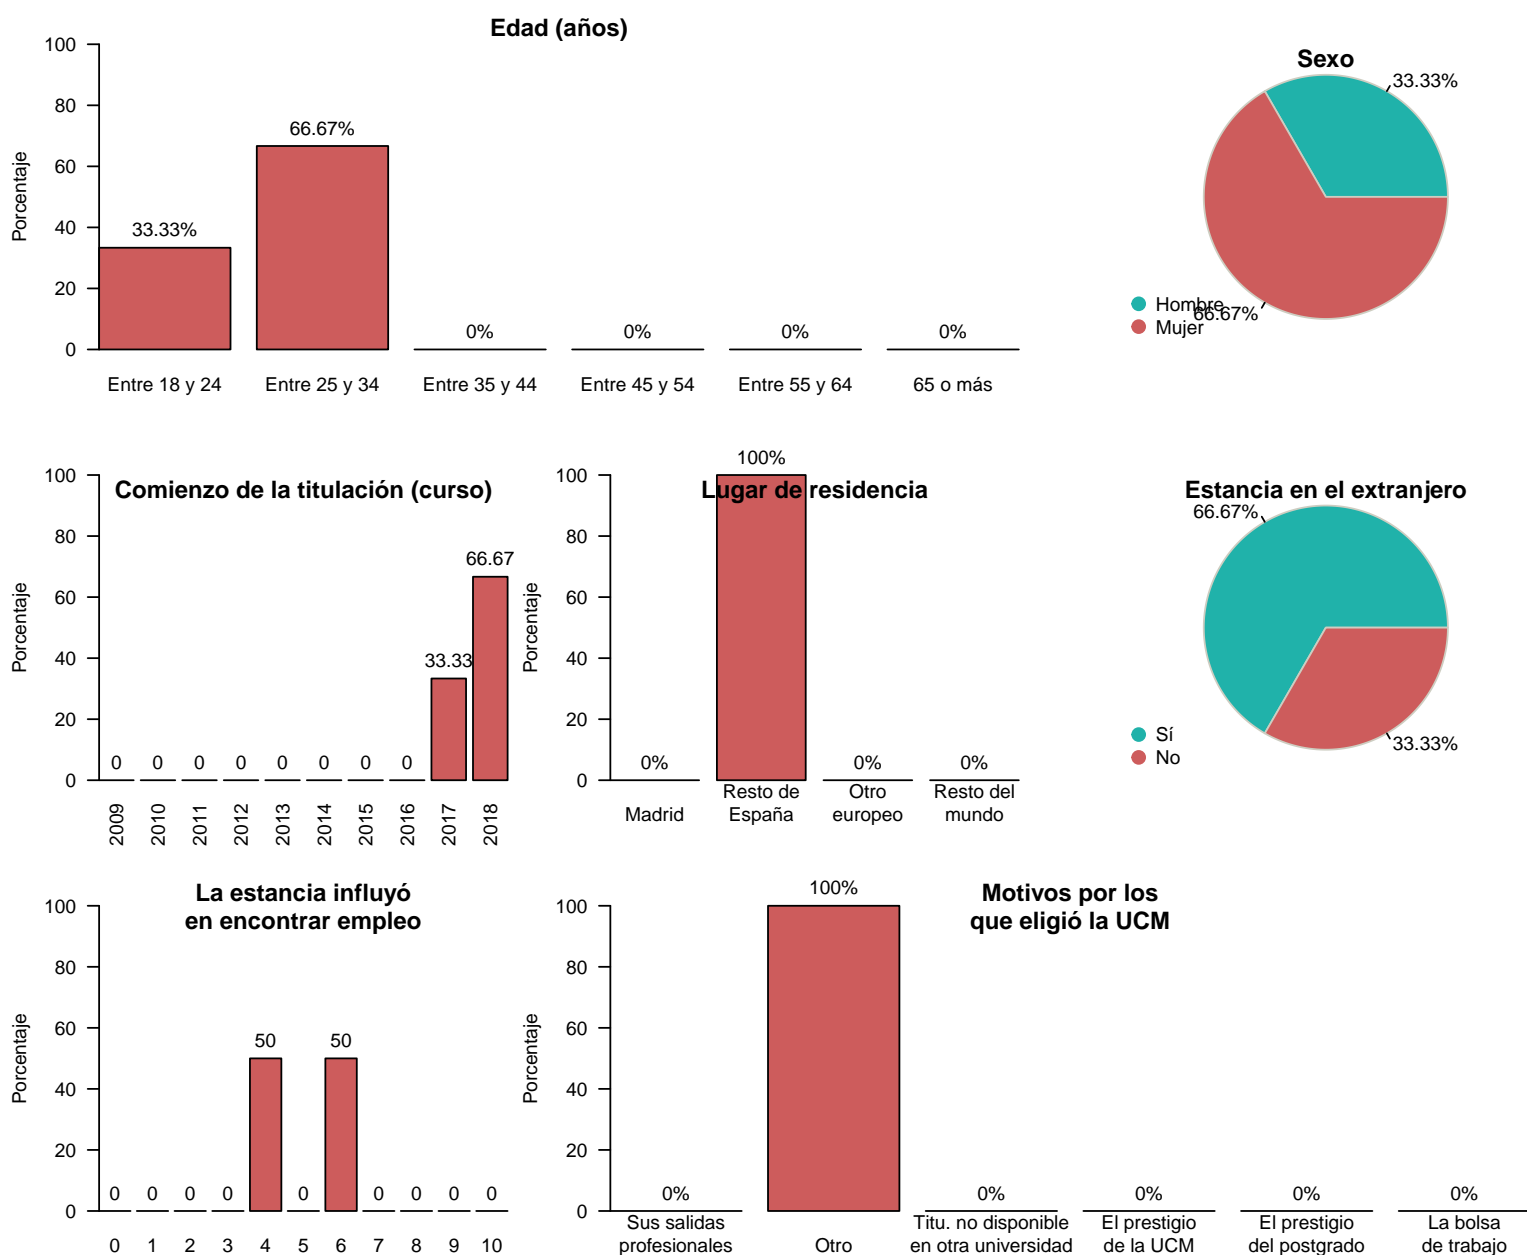 Edad (años)
Porcentaje
100
80
60
40
20
0
33.33%
66.67%
0%
0%
0%
0%
Entre 18 y 24
Entre 25 y 34
Entre 35 y 44
Entre 45 y 54
Entre 55 y 64
65 o más
Sexo
33.33%
66.67%
Hombre
Mujer
Comienzo de la titulación (curso)
Porcentaje
100
80
60
40
20
0
0
0
0
0
0
0
0
0
33.33
66.67
2009
2010
2011
2012
2013
2014
2015
2016
2017
2018
Lugar de residencia
Porcentaje
100
80
60
40
20
0
0%
100%
0%
0%
Madrid
Resto de
España
Otro
europeo
Resto del
mundo
Estancia en el extranjero
66.67%
33.33%
Sí
No
La estancia influyó
en encontrar empleo
Porcentaje
100
80
60
40
20
0
0
0
0
0
50
0
50
0
0
0
0
0
1
2
3
4
5
6
7
8
9
10
Motivos por los
que eligió la UCM
Porcentaje
100
80
60
40
20
0
0%
100%
0%
0%
0%
0%
Sus salidas
profesionales
Otro
Titu. no disponible
en otra universidad
El prestigio
de la UCM
El prestigio
del postgrado
La bolsa
de trabajo